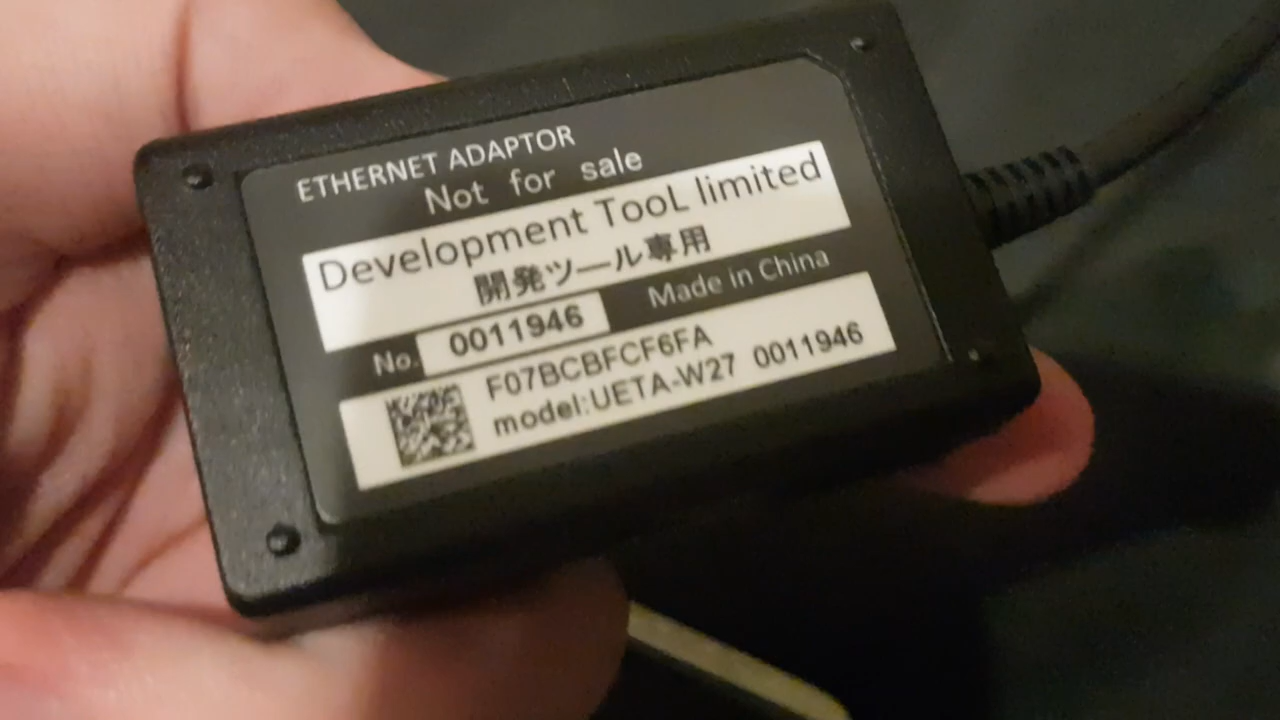 ETHERNET ADAPTOR
Not for sale
Development TooL limited
開発ツール専用
Made in China
No. 0011946
F07BCBFCF6FA
model:UETA-W27 0011946